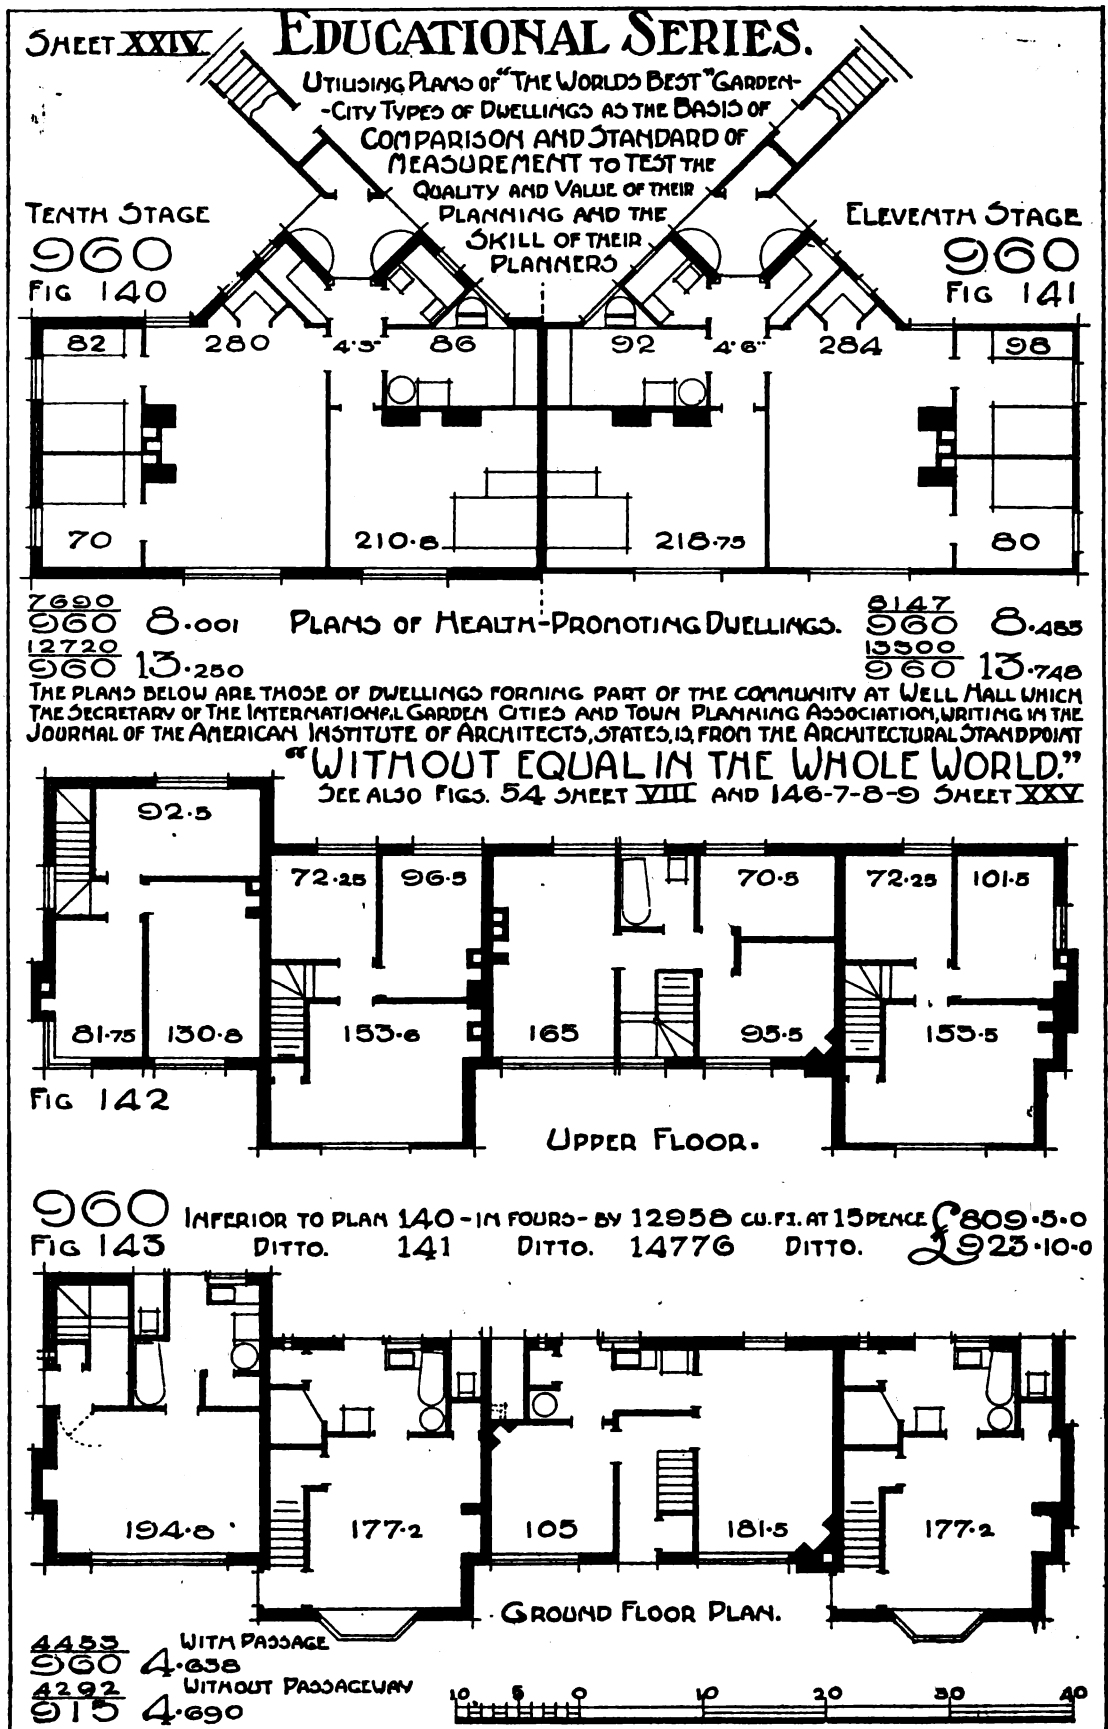 SHEET XXIV
EDUCATIONAL SERIES.
UTILISING PLANS OF "THE WORLDS BEST" GARDEN-
-CITY TYPES OF DWELLINGS AS THE BASIS OF
COMPARISON AND STANDARD OF
MEASUREMENT TO TEST THE
QUALITY AND VALUE OF THEIR
PLANNING AND THE
SKILL OF THEIR
PLANNERS
TENTH STAGE
960
FIG 140
ELEVENTH STAGE
960
FIG 141
82 280 4'3" 86 92 4'6" 284 98
70 210.8 218.75 80
7690
960 8.001
12720
960 13.250
PLANS OF HEALTH-PROMOTING DWELLINGS.
8147
960 8.485
13300
960 13.748
THE PLANS BELOW ARE THOSE OF DWELLINGS FORMING PART OF THE COMMUNITY AT WELL HALL WHICH
THE SECRETARY OF THE INTERNATIONAL GARDEN CITIES AND TOWN PLANNING ASSOCIATION, WRITING IN THE
JOURNAL OF THE AMERICAN INSTITUTE OF ARCHITECTS, STATES, IS, FROM THE ARCHITECTURAL STANDPOINT
"WITHOUT EQUAL IN THE WHOLE WORLD."
SEE ALSO FIGS. 54 SHEET VIII AND 146-7-8-9 SHEET XXV
92.5
72.25 96.5 70.5 72.25 101.5
81.75 130.8 153.6 165 95.5 153.5
FIG 142
UPPER FLOOR.
960
FIG 143
INFERIOR TO PLAN 140 - IN FOURS - BY 12958 CU.FT. AT 15 PENCE £809.5.0
DITTO. 141 DITTO. 14776 DITTO. £923.10.0
194.8 177.2 105 181.5 177.2
GROUND FLOOR PLAN.
4453 WITH PASSAGE
960 4.638
4292 WITHOUT PASSAGEWAY
915 4.690
10 5 0 10 20 30 40